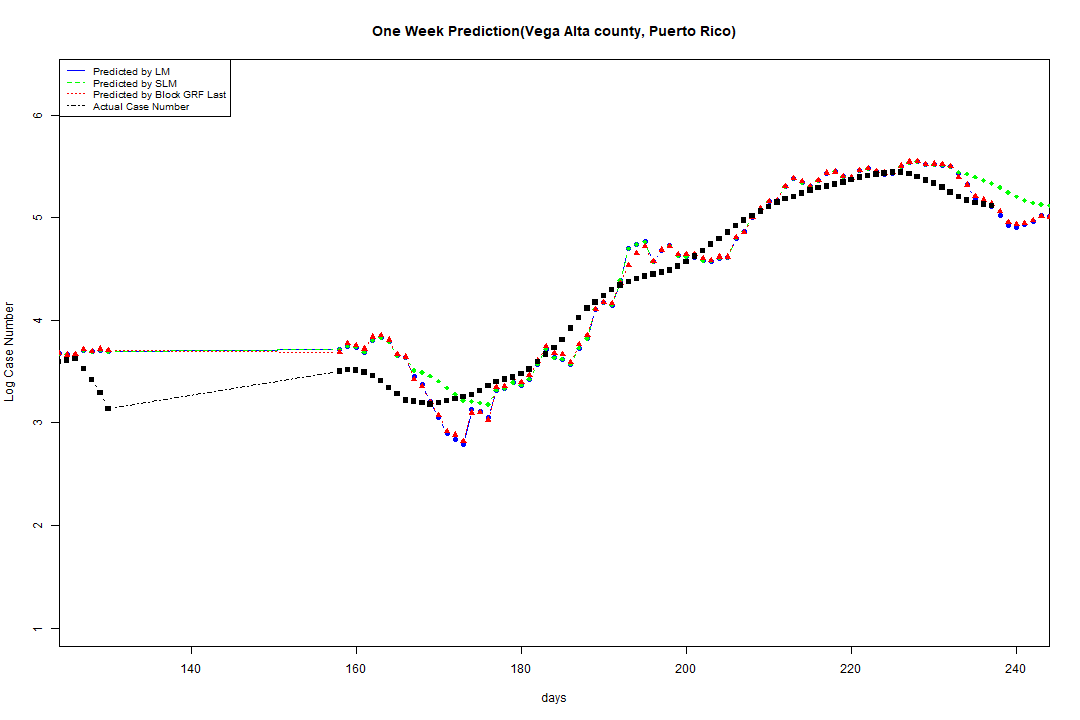 One Week Prediction(Vega Alta county, Puerto Rico)
Predicted by LM
Predicted by SLM
Predicted by Block GRF Last
Actual Case Number
Log Case Number
6
5
4
3
2
1
140 160 180 200 220 240
days